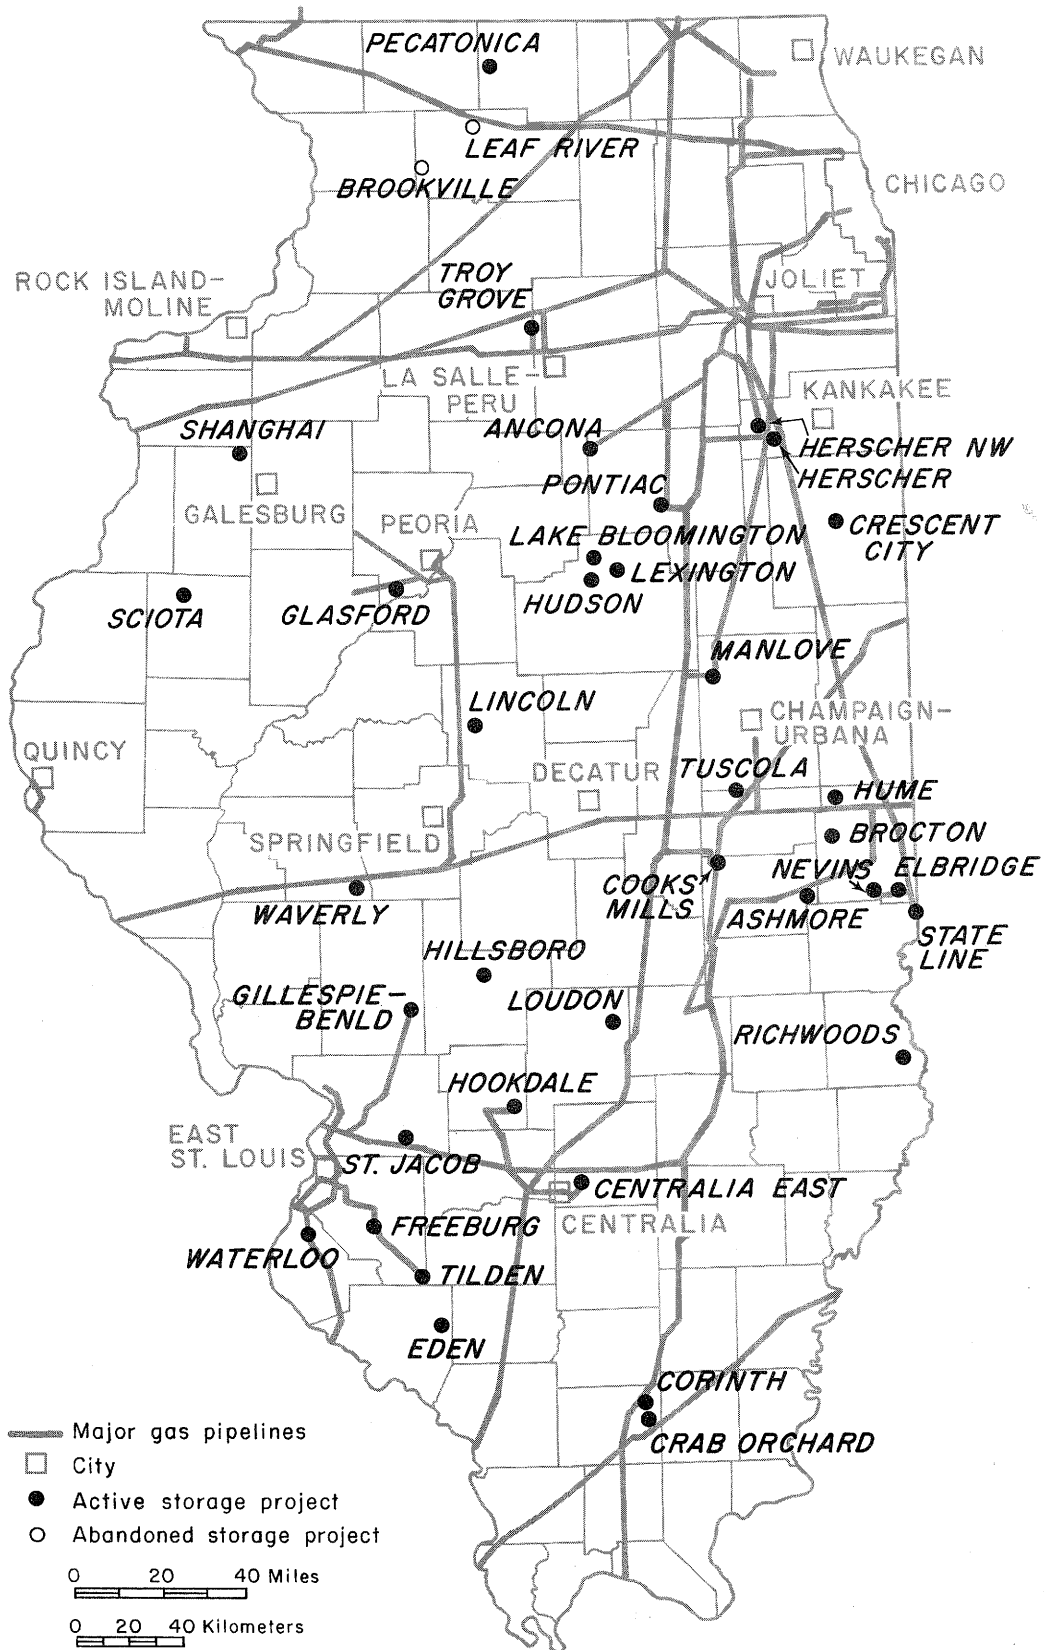 PECATONICA
WAUKEGAN
LEAF RIVER
BROOKVILLE
CHICAGO
TROY
GROVE
ROCK ISLAND-
MOLINE
JOLIET
LA SALLE-
PERU
KANKAKEE
SHANGHAI
ANCONA
HERSCHER NW
HERSCHER
PONTIAC
GALESBURG
PEORIA
LAKE BLOOMINGTON
CRESCENT
CITY
LEXINGTON
HUDSON
SCIOTA
GLASFORD
MANLOVE
LINCOLN
CHAMPAIGN-
URBANA
QUINCY
DECATUR
TUSCOLA
HUME
SPRINGFIELD
BROCTON
COOKS
MILLS
NEVINS
ELBRIDGE
WAVERLY
ASHMORE
STATE
LINE
HILLSBORO
GILLESPIE-
BENLD
LOUDON
RICHWOODS
HOOKDALE
EAST
ST. LOUIS
ST. JACOB
CENTRALIA EAST
FREEBURG
CENTRALIA
WATERLOO
TILDEN
EDEN
CORINTH
CRAB ORCHARD
Major gas pipelines
City
Active storage project
Abandoned storage project
0 20 40 Miles
0 20 40 Kilometers